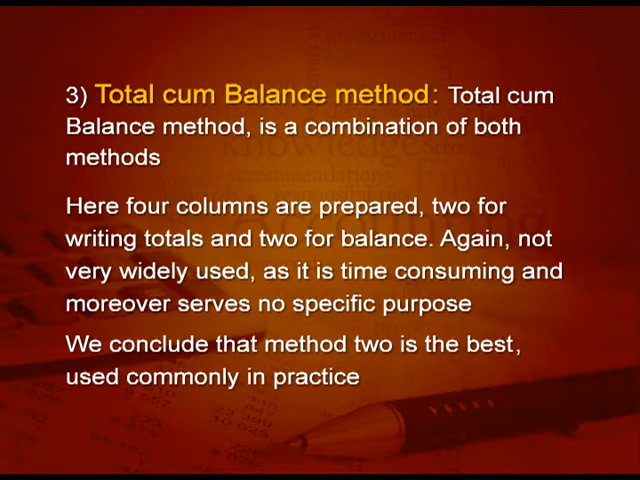 3) Total cum Balance method: Total cum
Balance method, is a combination of both
methods
Here four columns are prepared, two for
writing totals and two for balance. Again, not
very widely used, as it is time consuming and
moreover serves no specific purpose
We conclude that method two is the best,
used commonly in practice